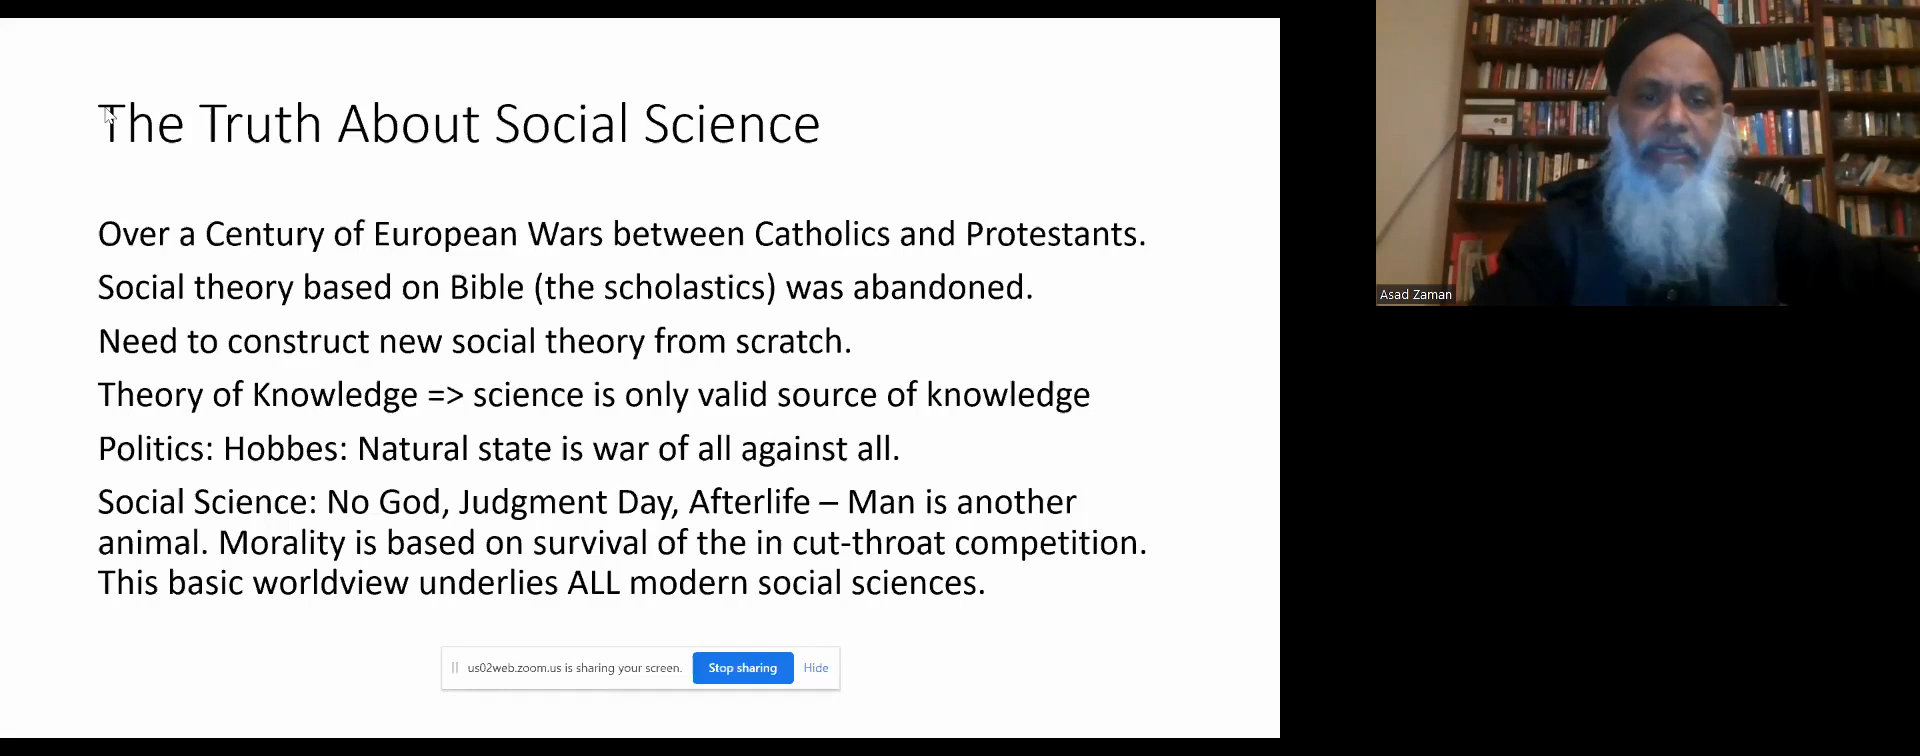 The Truth About Social Science
Over a Century of European Wars between Catholics and Protestants.
Social theory based on Bible (the scholastics) was abandoned.
Need to construct new social theory from scratch.
Theory of Knowledge => science is only valid source of knowledge
Politics: Hobbes: Natural state is war of all against all.
Social Science: No God, Judgment Day, Afterlife – Man is another
animal. Morality is based on survival of the in cut-throat competition.
This basic worldview underlies ALL modern social sciences.
us02web.zoom.us is sharing your screen. Stop sharing Hide
Asad Zaman